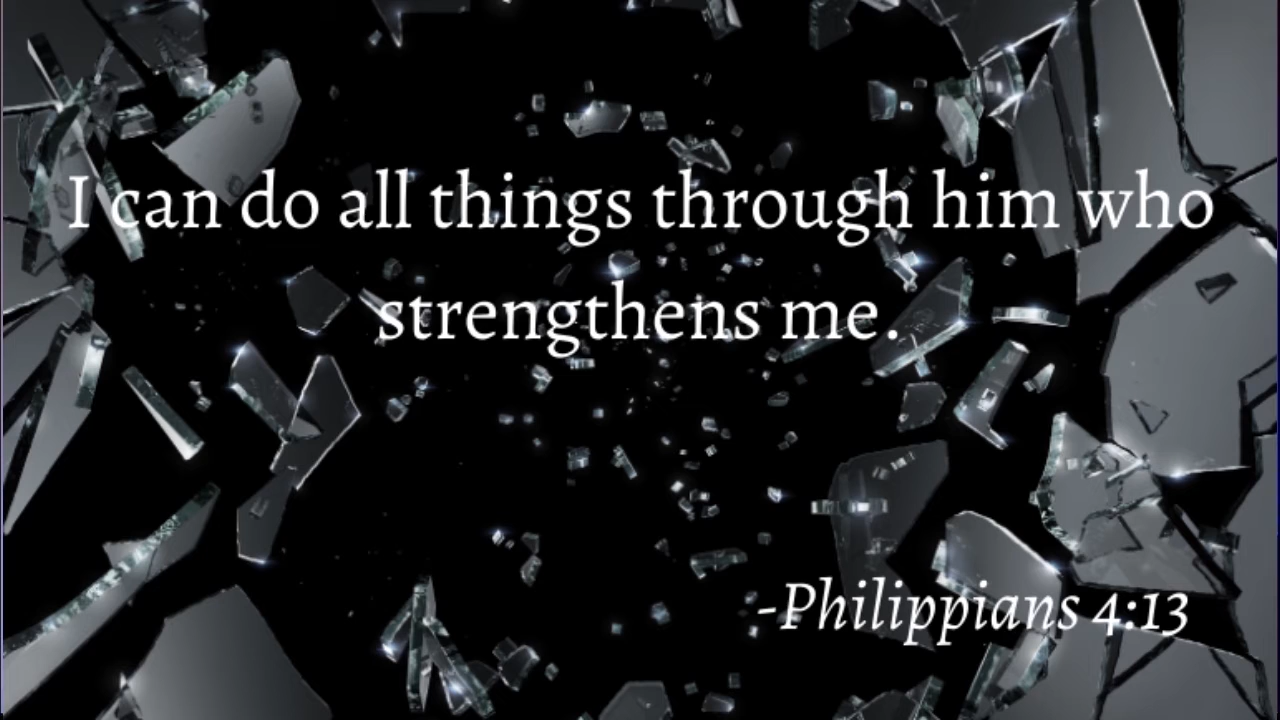 I can do all things through him who
strengthens me.
-Philippians 4:13